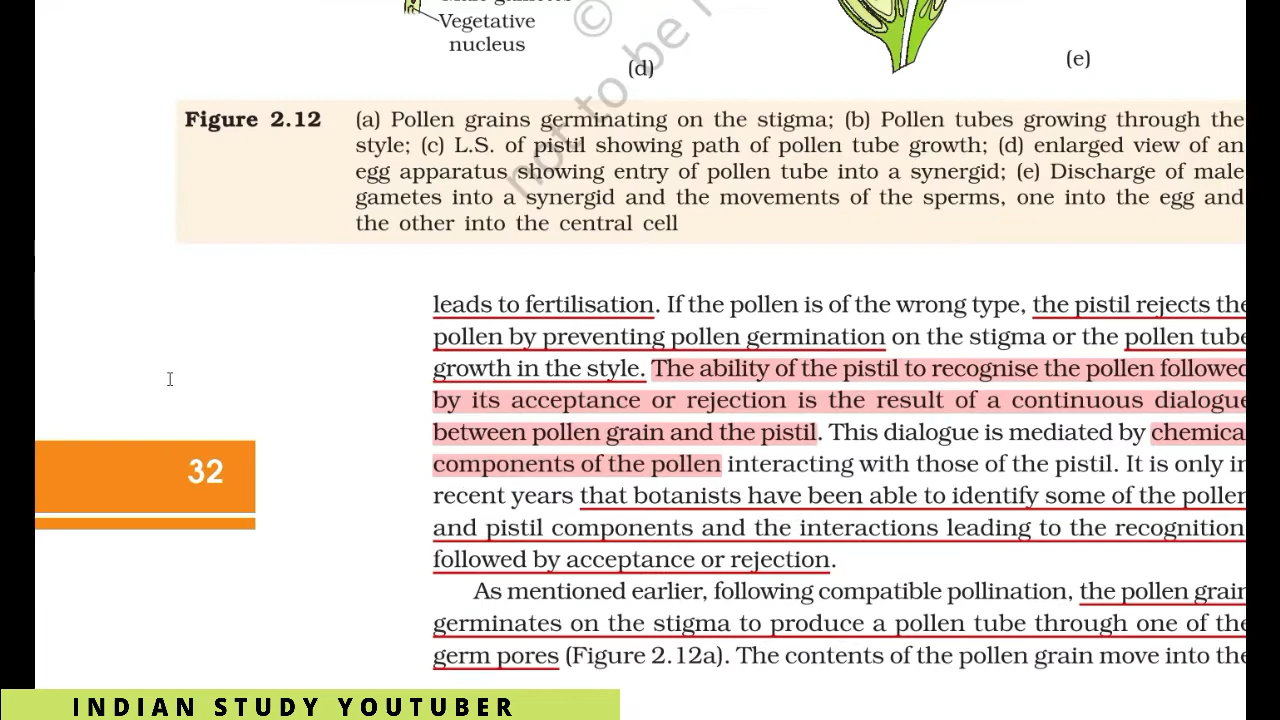 Vegetative
nucleus
(d)
(e)
© not to be
Figure 2.12
(a) Pollen grains germinating on the stigma; (b) Pollen tubes growing through the
style; (c) L.S. of pistil showing path of pollen tube growth; (d) enlarged view of an
egg apparatus showing entry of pollen tube into a synergid; (e) Discharge of male
gametes into a synergid and the movements of the sperms, one into the egg and
the other into the central cell
leads to fertilisation. If the pollen is of the wrong type, the pistil rejects the
pollen by preventing pollen germination on the stigma or the pollen tube
growth in the style. The ability of the pistil to recognise the pollen followed
by its acceptance or rejection is the result of a continuous dialogue
between pollen grain and the pistil. This dialogue is mediated by chemica
components of the pollen interacting with those of the pistil. It is only in
recent years that botanists have been able to identify some of the pollen
and pistil components and the interactions leading to the recognition
followed by acceptance or rejection.
As mentioned earlier, following compatible pollination, the pollen grain
germinates on the stigma to produce a pollen tube through one of the
germ pores (Figure 2.12a). The contents of the pollen grain move into the
32
INDIAN STUDY YOUTUBER